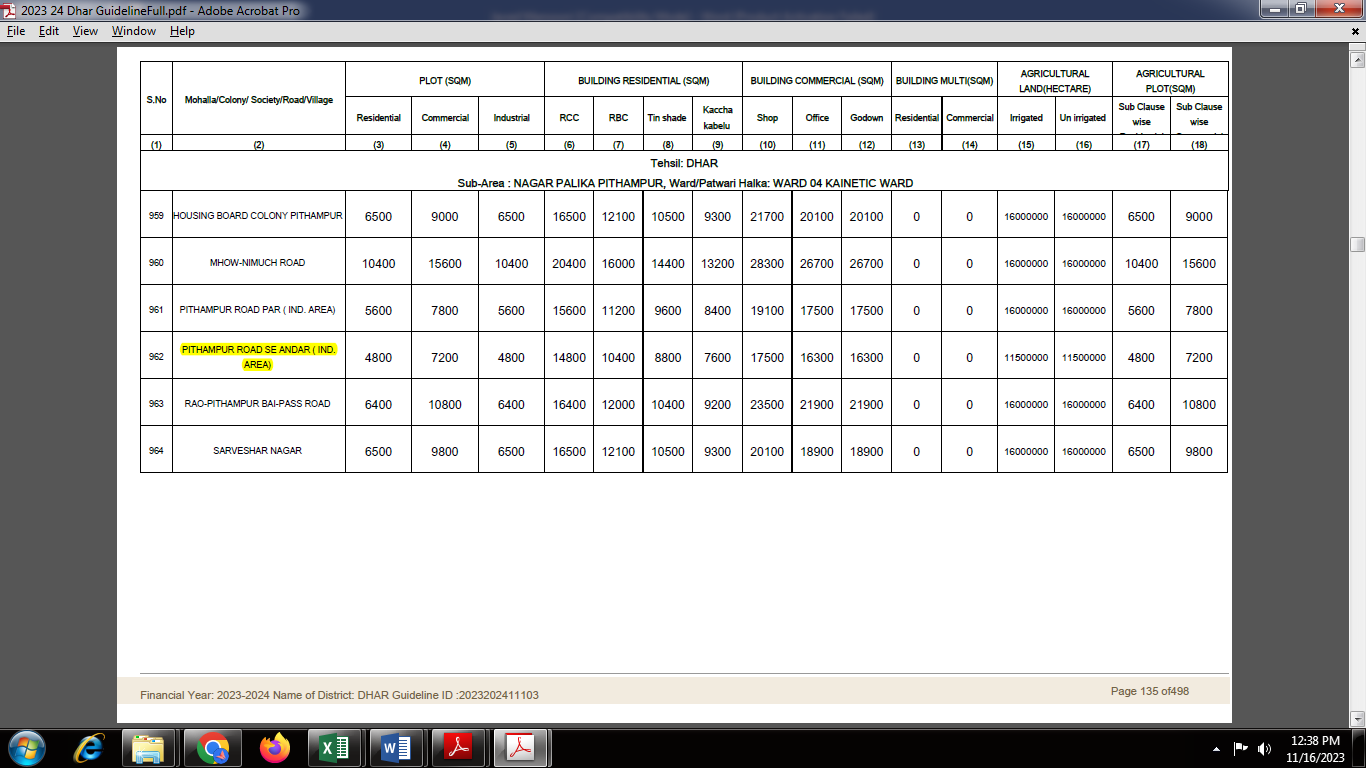 2023 24 Dhar GuidelineFull.pdf - Adobe Acrobat Pro
File Edit View Window Help
S.No Mohalla/Colony/ Society/Road/Village PLOT (SQM) BUILDING RESIDENTIAL (SQM) BUILDING COMMERCIAL (SQM) BUILDING MULTI(SQM) AGRICULTURAL LAND(HECTARE) AGRICULTURAL PLOT(SQM)
Residential Commercial Industrial RCC RBC Tin shade Kaccha kabelu Shop Office Godown Residential Commercial Irrigated Un irrigated Sub Clause wise Sub Clause wise
(1) (2) (3) (4) (5) (6) (7) (8) (9) (10) (11) (12) (13) (14) (15) (16) (17) (18)
Tehsil: DHAR
Sub-Area : NAGAR PALIKA PITHAMPUR, Ward/Patwari Halka: WARD 04 KAINETIC WARD
959 HOUSING BOARD COLONY PITHAMPUR 6500 9000 6500 16500 12100 10500 9300 21700 20100 20100 0 0 16000000 16000000 6500 9000
960 MHOW-NIMUCH ROAD 10400 15600 10400 20400 16000 14400 13200 28300 26700 26700 0 0 16000000 16000000 10400 15600
961 PITHAMPUR ROAD PAR ( IND. AREA) 5600 7800 5600 15600 11200 9600 8400 19100 17500 17500 0 0 16000000 16000000 5600 7800
962 PITHAMPUR ROAD SE ANDAR ( IND. AREA) 4800 7200 4800 14800 10400 8800 7600 17500 16300 16300 0 0 11500000 11500000 4800 7200
963 RAO-PITHAMPUR BAI-PASS ROAD 6400 10800 6400 16400 12000 10400 9200 23500 21900 21900 0 0 16000000 16000000 6400 10800
964 SARVESHAR NAGAR 6500 9800 6500 16500 12100 10500 9300 20100 18900 18900 0 0 16000000 16000000 6500 9800
Financial Year: 2023-2024 Name of District: DHAR Guideline ID :2023202411103
Page 135 of498
12:38 PM
11/16/2023